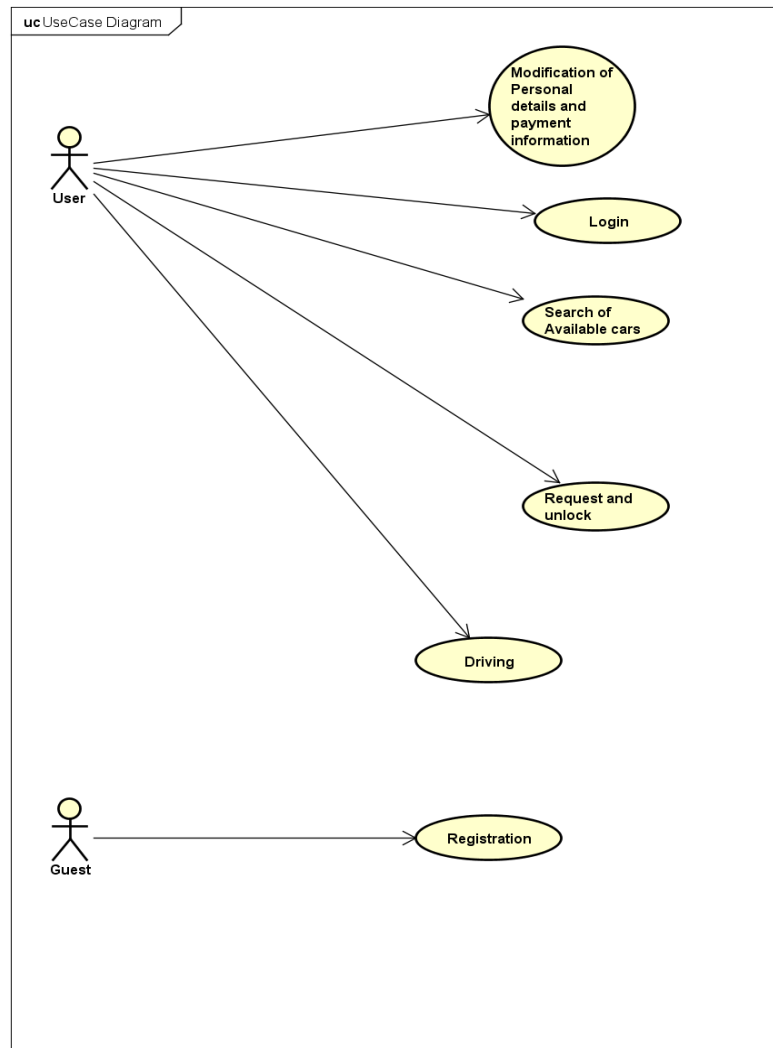 uc UseCase Diagram
Modification of
Personal
details and
payment
information
User
Login
Search of
Available cars
Request and
unlock
Driving
Guest
Registration